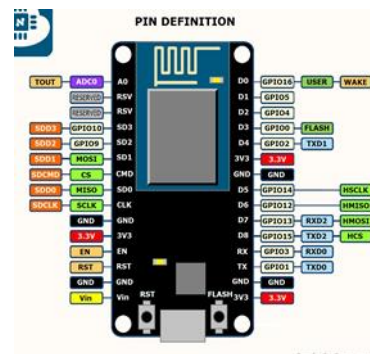 PIN DEFINITION
TOUT ADC0 A0 D0 GPIO16 USER WAKE
RESERVED RSV D1 GPIO5
RESERVED RSV D2 GPIO4
SDD3 GPIO10 SD3 D3 GPIO0 FLASH
SDD2 GPIO9 SD2 D4 GPIO2 TXD1
SDD1 MOSI SD1 3V3 3.3V
SDCMD CS CMD GND GND
SDD0 MISO SD0 D5 GPIO14 HSCLK
SDCLK SCLK CLK D6 GPIO12 HMISO
GND GND D7 GPIO13 RXD2 HMOSI
3.3V 3V3 D8 GPIO15 TXD2 HCS
EN EN RX GPIO3 RXD0
RST RST TX GPIO1 TXD0
GND GND GND GND
Vin Vin RST FLASH 3V3 3.3V